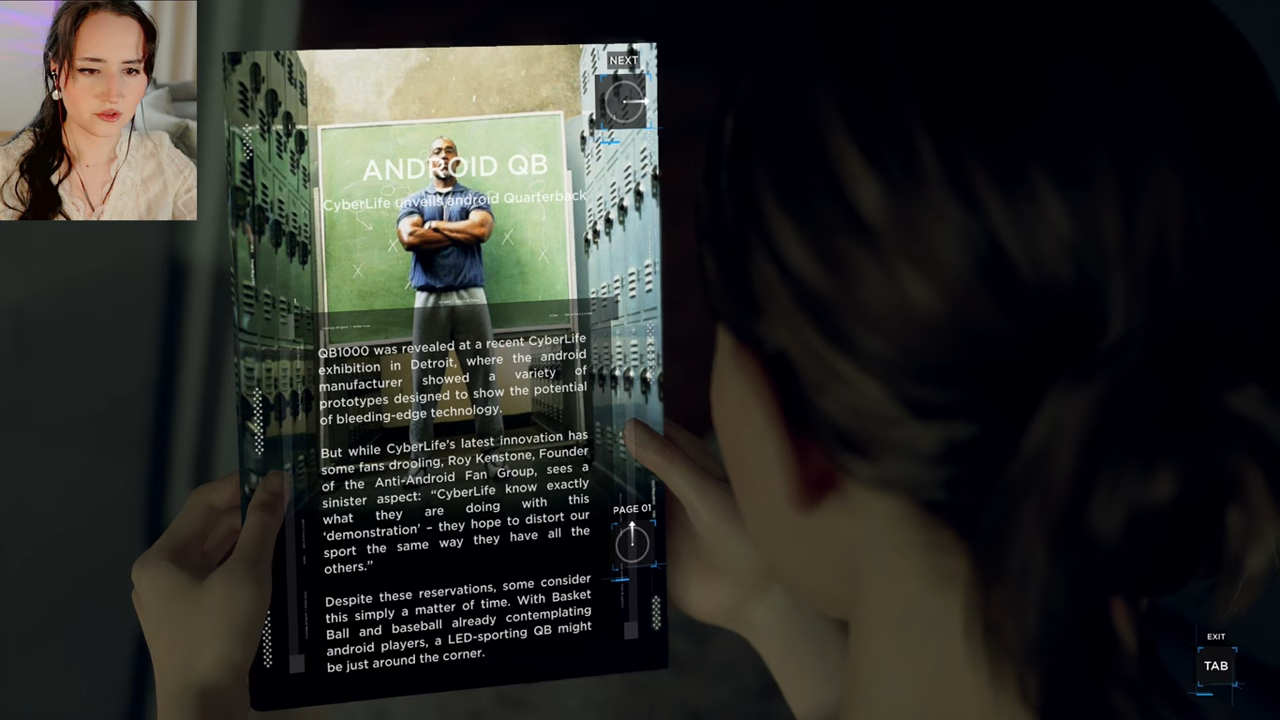 NEXT
ANDROID QB
CyberLife unveils android Quarterback
QB1000 was revealed at a recent CyberLife
exhibition in Detroit, where the android
manufacturer showed a variety of
prototypes designed to show the potential
of bleeding-edge technology.
But while CyberLife's latest innovation has
some fans drooling, Roy Kenstone, Founder
of the Anti-Android Fan Group, sees a
sinister aspect: “CyberLife know exactly
what they are doing with this
‘demonstration’ – they hope to distort our
sport the same way they have all the
others.”
PAGE 01
Despite these reservations, some consider
this simply a matter of time. With Basket
Ball and baseball already contemplating
android players, a LED-sporting QB might
be just around the corner.
EXIT
TAB